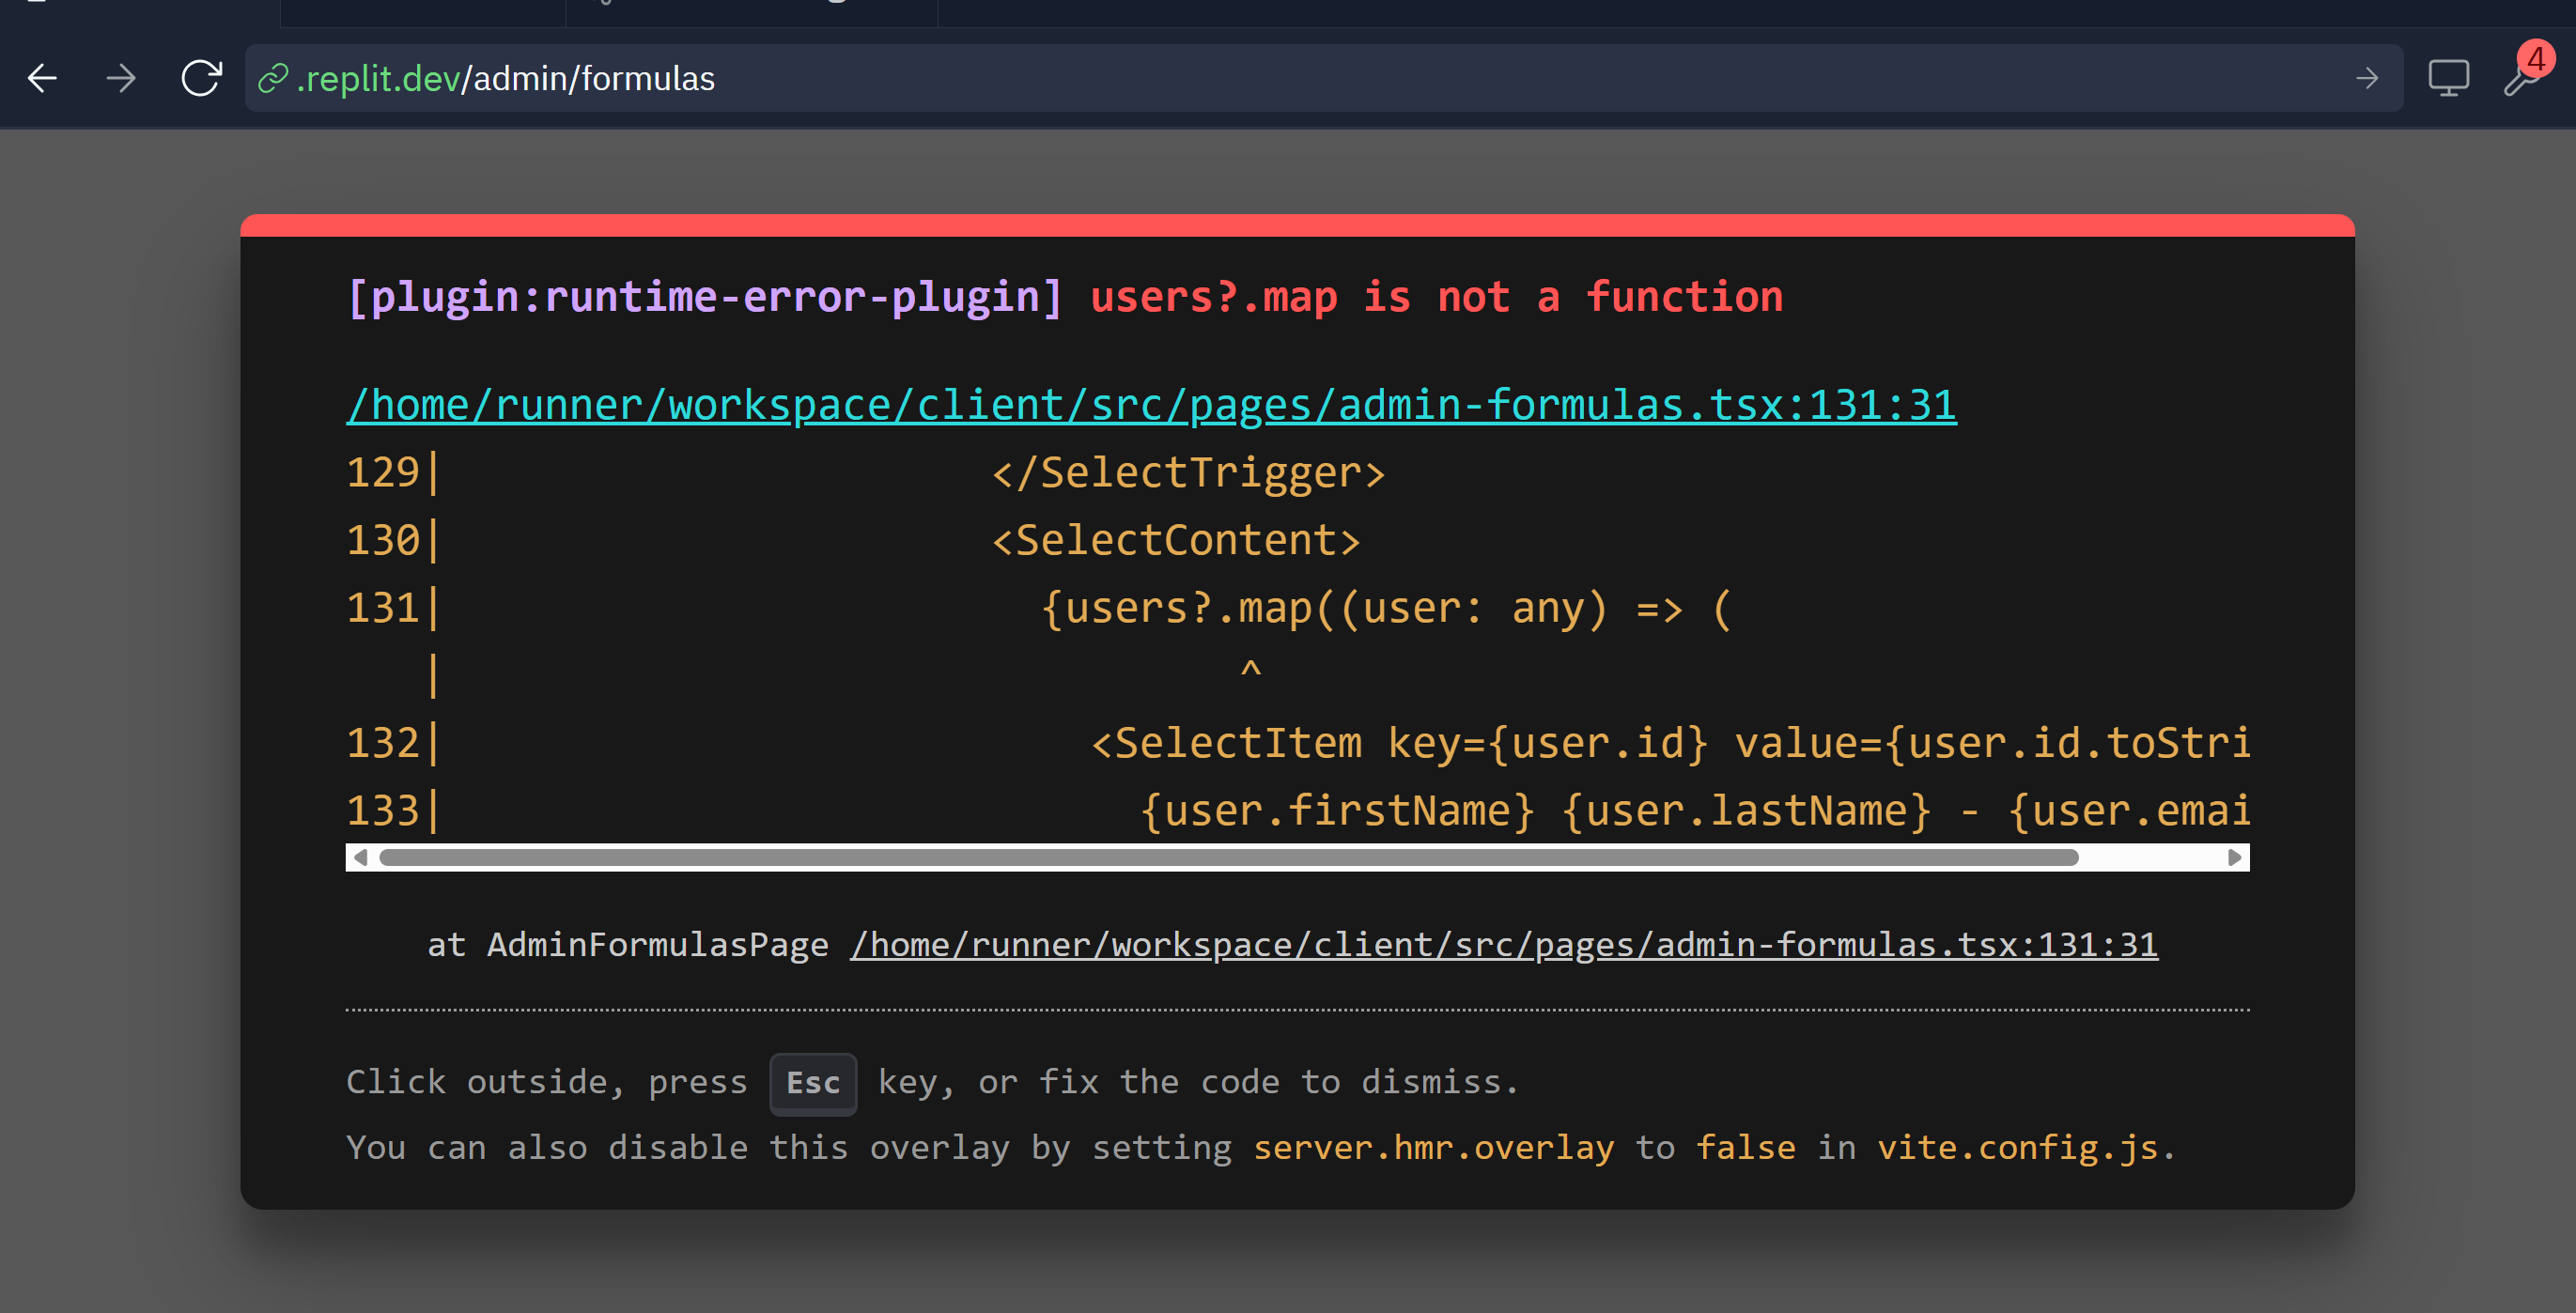 .replit.dev/admin/formulas
4
[plugin:runtime-error-plugin] users?.map is not a function
/home/runner/workspace/client/src/pages/admin-formulas.tsx:131:31
129|                      </SelectTrigger>
130|                      <SelectContent>
131|                        {users?.map((user: any) => (
   |                                ^
132|                          <SelectItem key={user.id} value={user.id.toStri
133|                            {user.firstName} {user.lastName} - {user.emai
at AdminFormulasPage /home/runner/workspace/client/src/pages/admin-formulas.tsx:131:31
Click outside, press Esc key, or fix the code to dismiss.
You can also disable this overlay by setting server.hmr.overlay to false in vite.config.js.